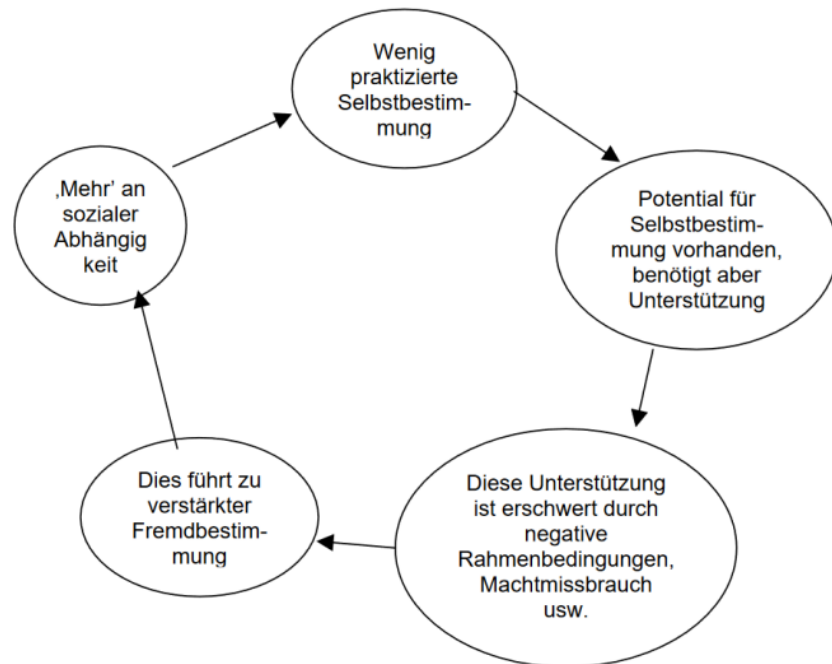 Wenig
praktizierte
Selbstbestim-
mung
Potential für
Selbstbestim-
mung vorhanden,
benötigt aber
Unterstützung
Diese Unterstützung
ist erschwert durch
negative
Rahmenbedingungen,
Machtmissbrauch
usw.
Dies führt zu
verstärkter
Fremdbestim-
mung
‚Mehr’ an
sozialer
Abhängig
keit